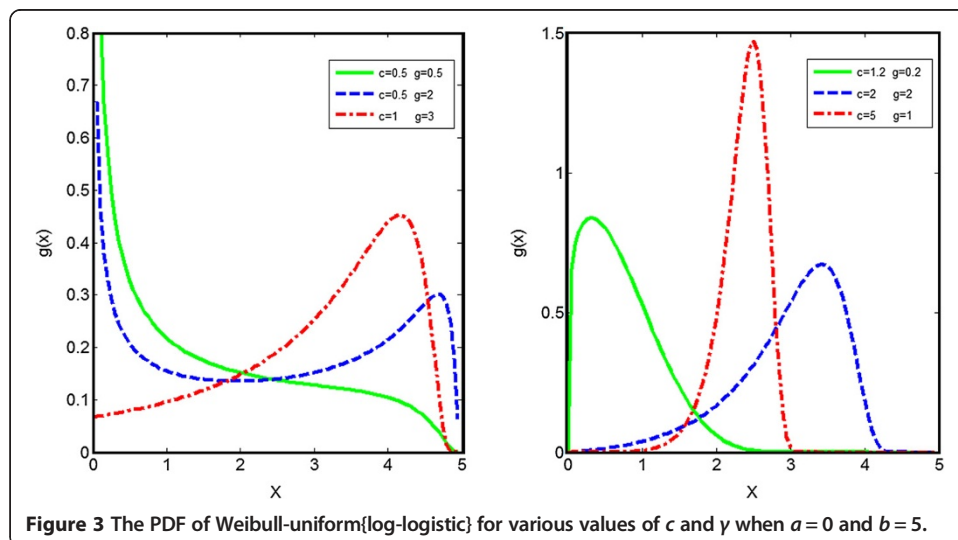 0.8
0.7
0.6
0.5
0.4
0.3
0.2
0.1
0
g(x)
c=0.5 g=0.5
c=0.5 g=2
c=1 g=3
0 1 2 3 4 5
X
1.5
1
0.5
0
g(x)
c=1.2 g=0.2
c=2 g=2
c=5 g=1
0 1 2 3 4 5
X
Figure 3 The PDF of Weibull-uniform{log-logistic} for various values of c and γ when a = 0 and b = 5.